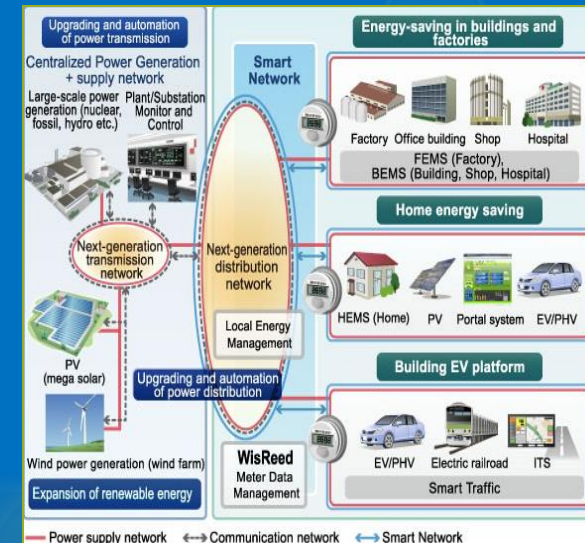 Upgrading and automation
of power transmission
Centralized Power Generation
+ supply network
Large-scale power
generation (nuclear,
fossil, hydro etc.)
Plant/Substation
Monitor and
Control
Next-generation
transmission
network
PV
(mega solar)
Wind power generation (wind farm)
Expansion of renewable energy
Smart
Network
Next-generation
distribution
network
Local Energy
Management
Upgrading and automation
of power distribution
WisReed
Meter Data
Management
Energy-saving in buildings and
factories
Factory Office building Shop Hospital
FEMS (Factory),
BEMS (Building, Shop, Hospital)
Home energy saving
HEMS (Home) PV Portal system EV/PHV
Building EV platform
EV/PHV Electric railroad ITS
Smart Traffic
Power supply network Communication network Smart Network